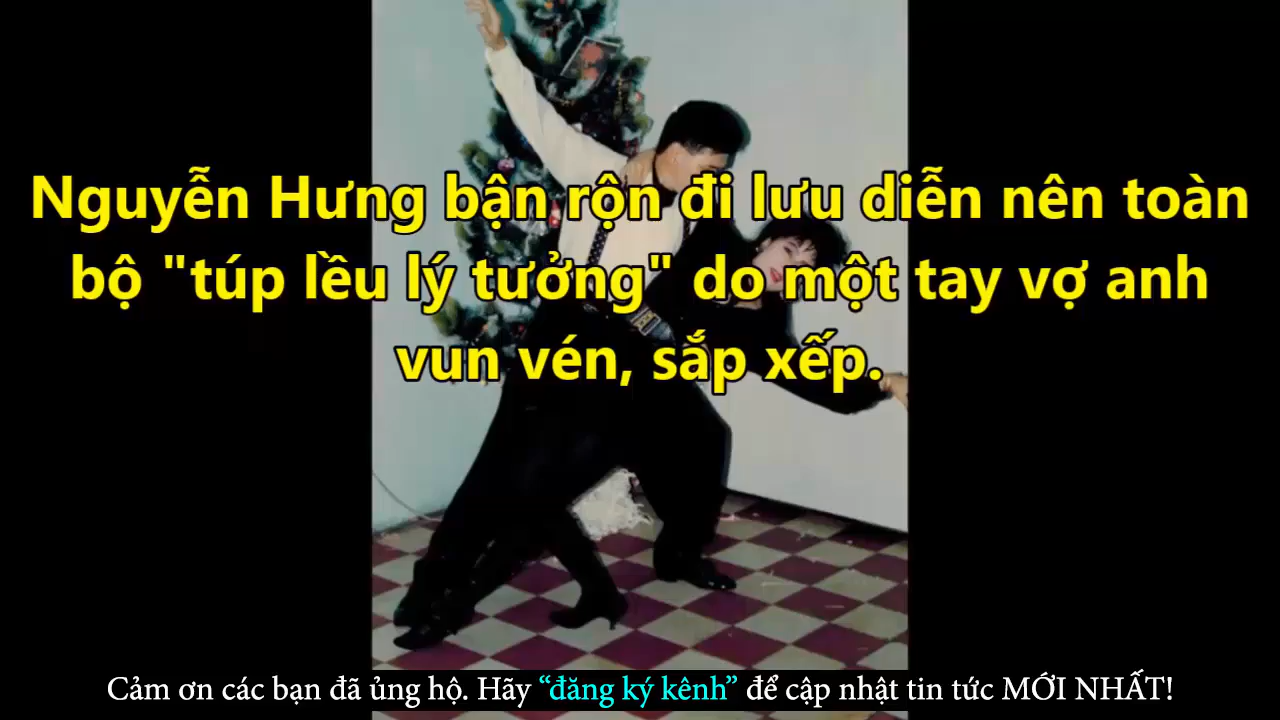 Nguyễn Hưng bận rộn đi lưu diễn nên toàn
bộ "túp lều lý tưởng" do một tay vợ anh
vun vén, sắp xếp.
Cảm ơn các bạn đã ủng hộ. Hãy “đăng ký kênh” để cập nhật tin tức MỚI NHẤT!